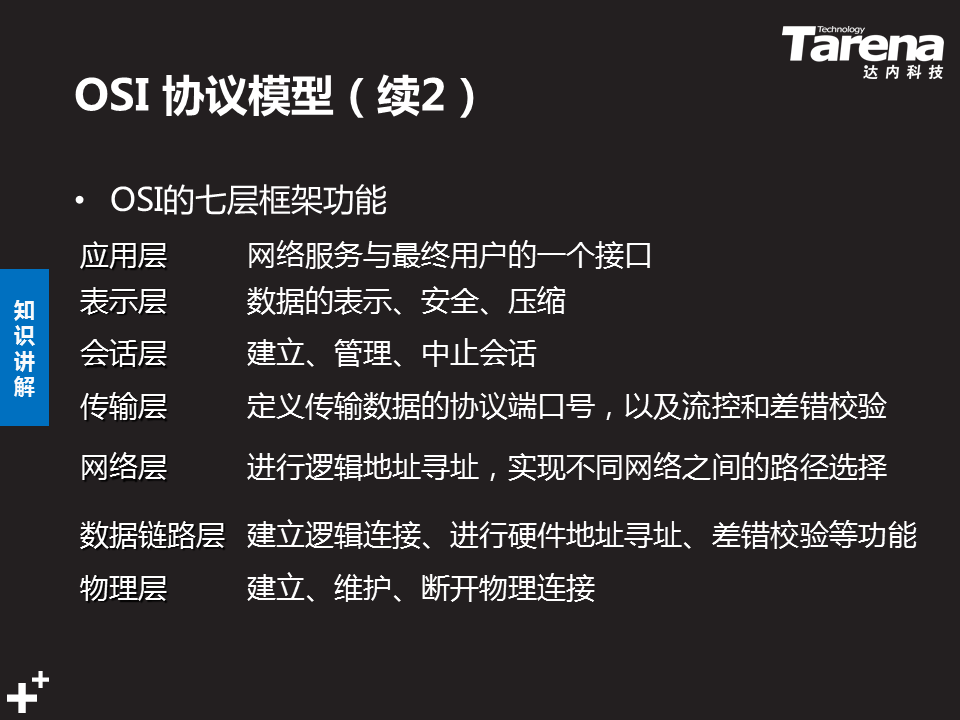 Technology
Tarena
达内科技
OSI 协议模型（续2）
• OSI的七层框架功能
应用层 网络服务与最终用户的一个接口
表示层 数据的表示、安全、压缩
会话层 建立、管理、中止会话
传输层 定义传输数据的协议端口号，以及流控和差错校验
网络层 进行逻辑地址寻址，实现不同网络之间的路径选择
数据链路层 建立逻辑连接、进行硬件地址寻址、差错校验等功能
物理层 建立、维护、断开物理连接
知识讲解